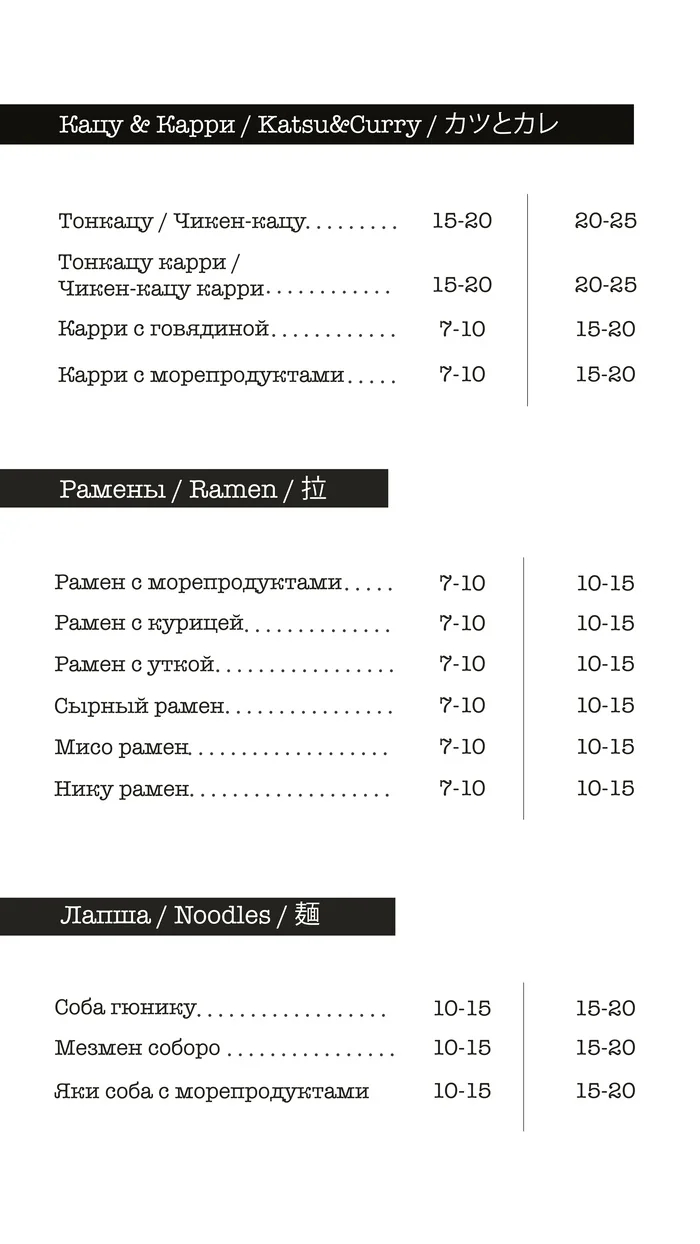 Кацу & Карри / Katsu&Curry / カツとカレ
Тонкацу / Чикен-кацу......... 15-20 20-25
Тонкацу карри /
Чикен-кацу карри............ 15-20 20-25
Карри с говядиной............ 7-10 15-20
Карри с морепродуктами..... 7-10 15-20
Рамены / Ramen / 拉
Рамен с морепродуктами..... 7-10 10-15
Рамен с курицей.............. 7-10 10-15
Рамен с уткой................. 7-10 10-15
Сырный рамен................ 7-10 10-15
Мисо рамен................... 7-10 10-15
Нику рамен................... 7-10 10-15
Лапша / Noodles / 麺
Соба гюнику.................. 10-15 15-20
Мезмен соборо ................ 10-15 15-20
Яки соба с морепродуктами 10-15 15-20